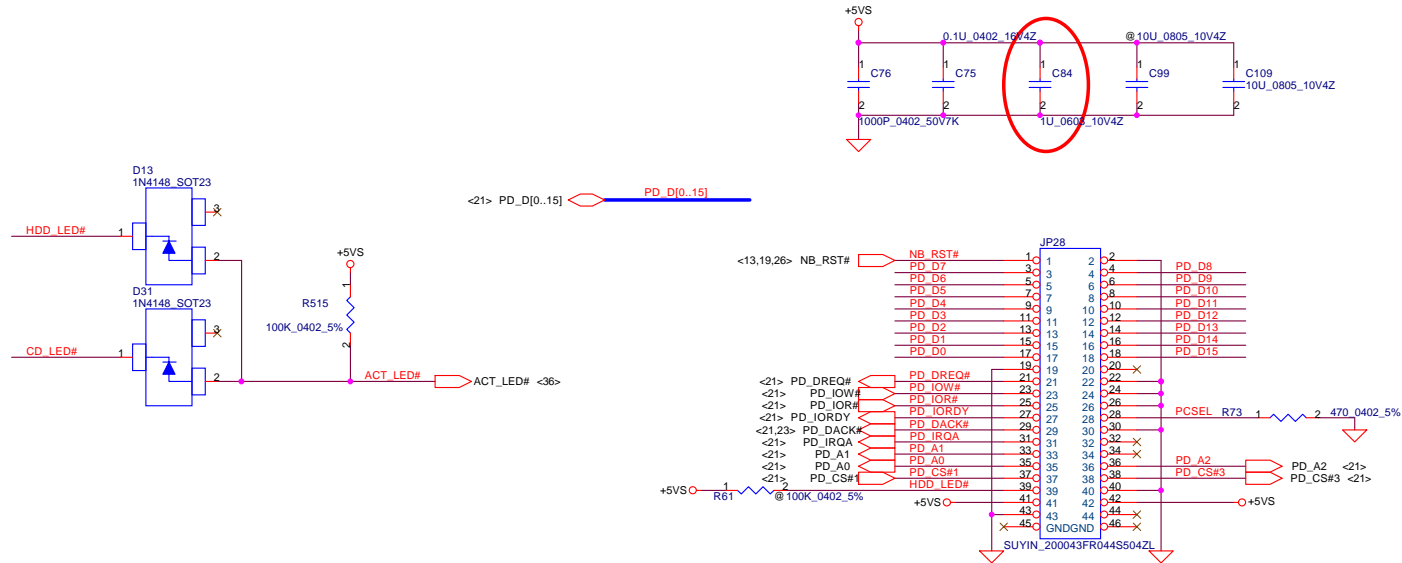 +5VS
0.1U_0402_16V4Z
@10U_0805_10V4Z
1 C76
1 C75
1 C84
1 C99
1 C109
10U_0805_10V4Z
2 2 2 2 2
1000P_0402_50V7K
1U_0603_10V4Z
D13
1N4148_SOT23
3
HDD_LED#
1
2
D31
1N4148_SOT23
3
CD_LED#
1
2
+5VS
1
R515
100K_0402_5%
2
ACT_LED#
ACT_LED# <36>
<21> PD_D[0..15]
PD_D[0..15]
JP28
<13,19,26> NB_RST# NB_RST# 1 1 2 2
PD_D7 3 3 4 4 PD_D8
PD_D6 5 5 6 6 PD_D9
PD_D5 7 7 8 8 PD_D10
PD_D4 9 9 10 10 PD_D11
PD_D3 11 11 12 12 PD_D12
PD_D2 13 13 14 14 PD_D13
PD_D1 15 15 16 16 PD_D14
PD_D0 17 17 18 18 PD_D15
19 19 20 20
<21> PD_DREQ# PD_DREQ# 21 21 22 22
<21> PD_IOW# PD_IOW# 23 23 24 24
<21> PD_IOR# PD_IOR# 25 25 26 26
<21> PD_IORDY PD_IORDY 27 27 28 28 PCSEL R73 1 2 470_0402_5%
<21,23> PD_DACK# PD_DACK# 29 29 30 30
<21> PD_IRQA PD_IRQA 31 31 32 32
<21> PD_A1 PD_A1 33 33 34 34
<21> PD_A0 PD_A0 35 35 36 36 PD_A2 PD_A2 <21>
<21> PD_CS#1 PD_CS#1 37 37 38 38 PD_CS#3 PD_CS#3 <21>
+5VS 1 R61 2 @100K_0402_5% HDD_LED# 39 39 40 40
+5VS 41 41 42 42 +5VS
43 43 44 44
45 GND GND 46
SUYIN_200043FR044S504ZL